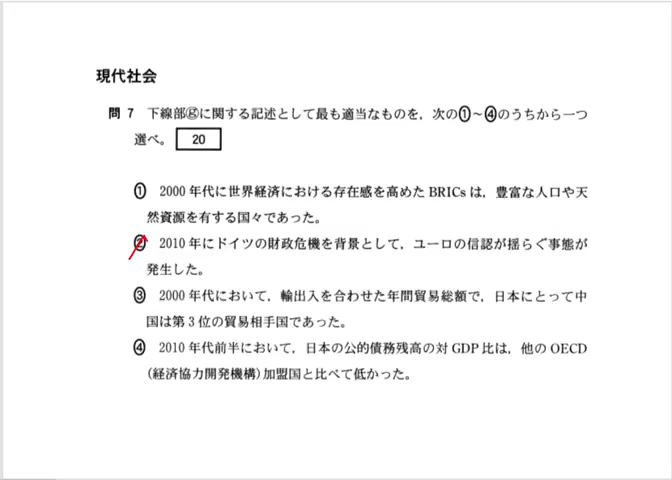 現代社会
問 7 下線部㋖に関する記述として最も適当なものを，次の①～④のうちから一つ
選べ。 20
① 2000 年代に世界経済における存在感を高めた BRICs は，豊富な人口や天
然資源を有する国々であった。
② 2010 年にドイツの財政危機を背景として，ユーロの信認が揺らぐ事態が
発生した。
③ 2000 年代において，輸出入を合わせた年間貿易総額で，日本にとって中
国は第 3 位の貿易相手国であった。
④ 2010 年代前半において，日本の公的債務残高の対 GDP 比は，他の OECD
(経済協力開発機構)加盟国と比べて低かった。